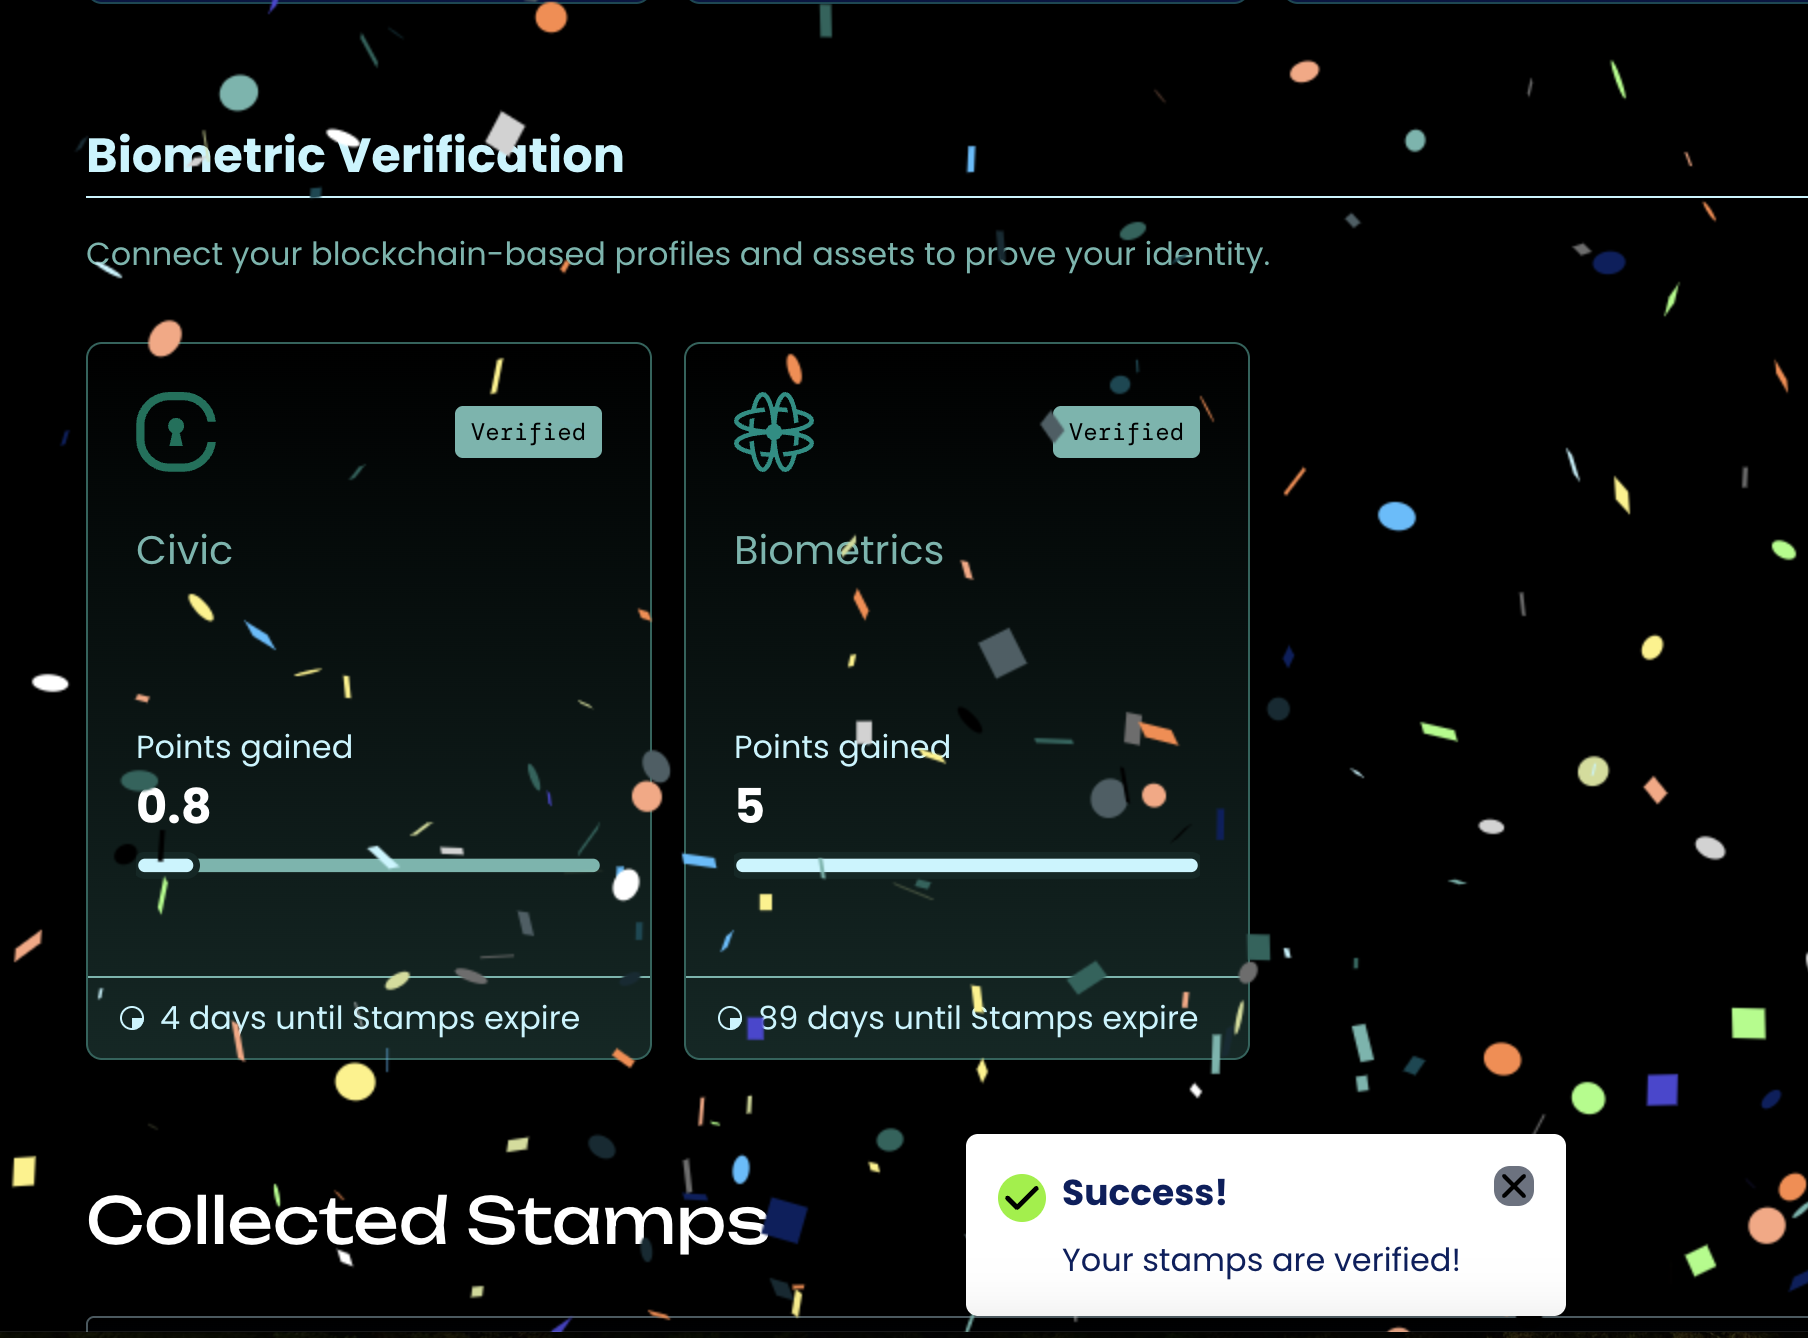 Biometric Verification
Connect your blockchain-based profiles and assets to prove your identity.
Verified
Civic
Points gained
0.8
4 days until Stamps expire
Verified
Biometrics
Points gained
5
89 days until Stamps expire
Collected Stamps
Success!
Your stamps are verified!